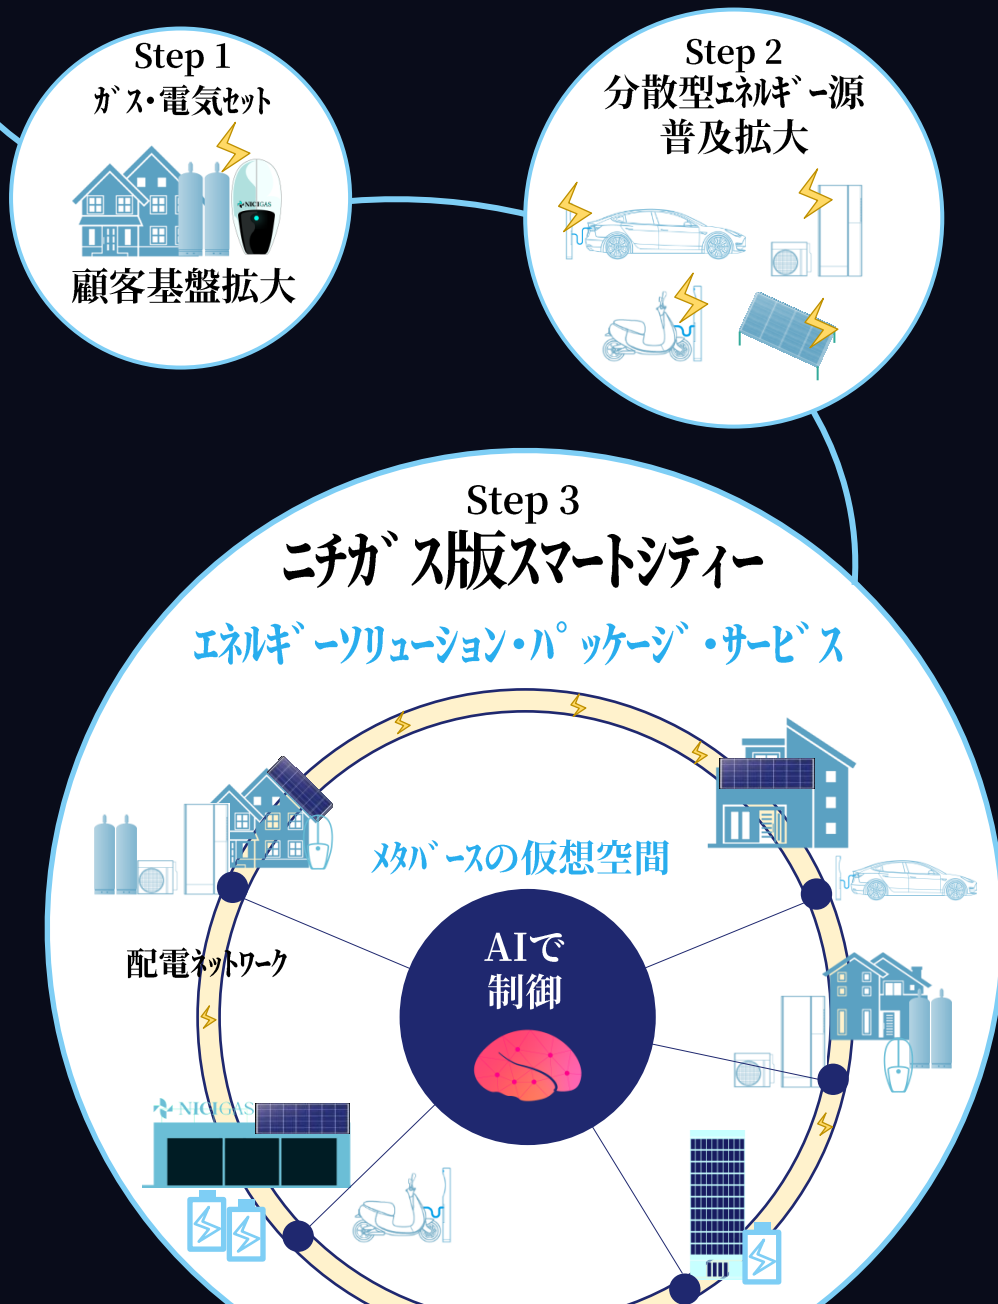 Step 1
ガス・電気セット
NICIGAS
顧客基盤拡大
Step 2
分散型エネルギー源
普及拡大
Step 3
ニチガス版スマートシティー
エネルギーソリューション・パッケージ・サービス
メタバースの仮想空間
AIで
制御
配電ネットワーク
NICIGAS